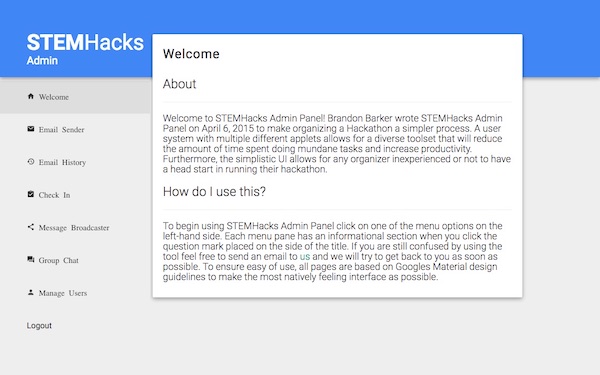 STEMHacks
Admin
Welcome
Email Sender
Email History
Check In
Message Broadcaster
Group Chat
Manage Users
Logout
Welcome
About
Welcome to STEMHacks Admin Panel! Brandon Barker wrote STEMHacks Admin
Panel on April 6, 2015 to make organizing a Hackathon a simpler process. A user
system with multiple different applets allows for a diverse toolset that will reduce
the amount of time spent doing mundane tasks and increase productivity.
Furthermore, the simplistic UI allows for any organizer inexperienced or not to have
a head start in running their hackathon.
How do I use this?
To begin using STEMHacks Admin Panel click on one of the menu options on the
left-hand side. Each menu pane has an informational section when you click the
question mark placed on the side of the title. If you are still confused by using the
tool feel free to send an email to us and we will try to get back to you as soon as
possible. To ensure easy of use, all pages are based on Googles Material design
guidelines to make the most natively feeling interface as possible.